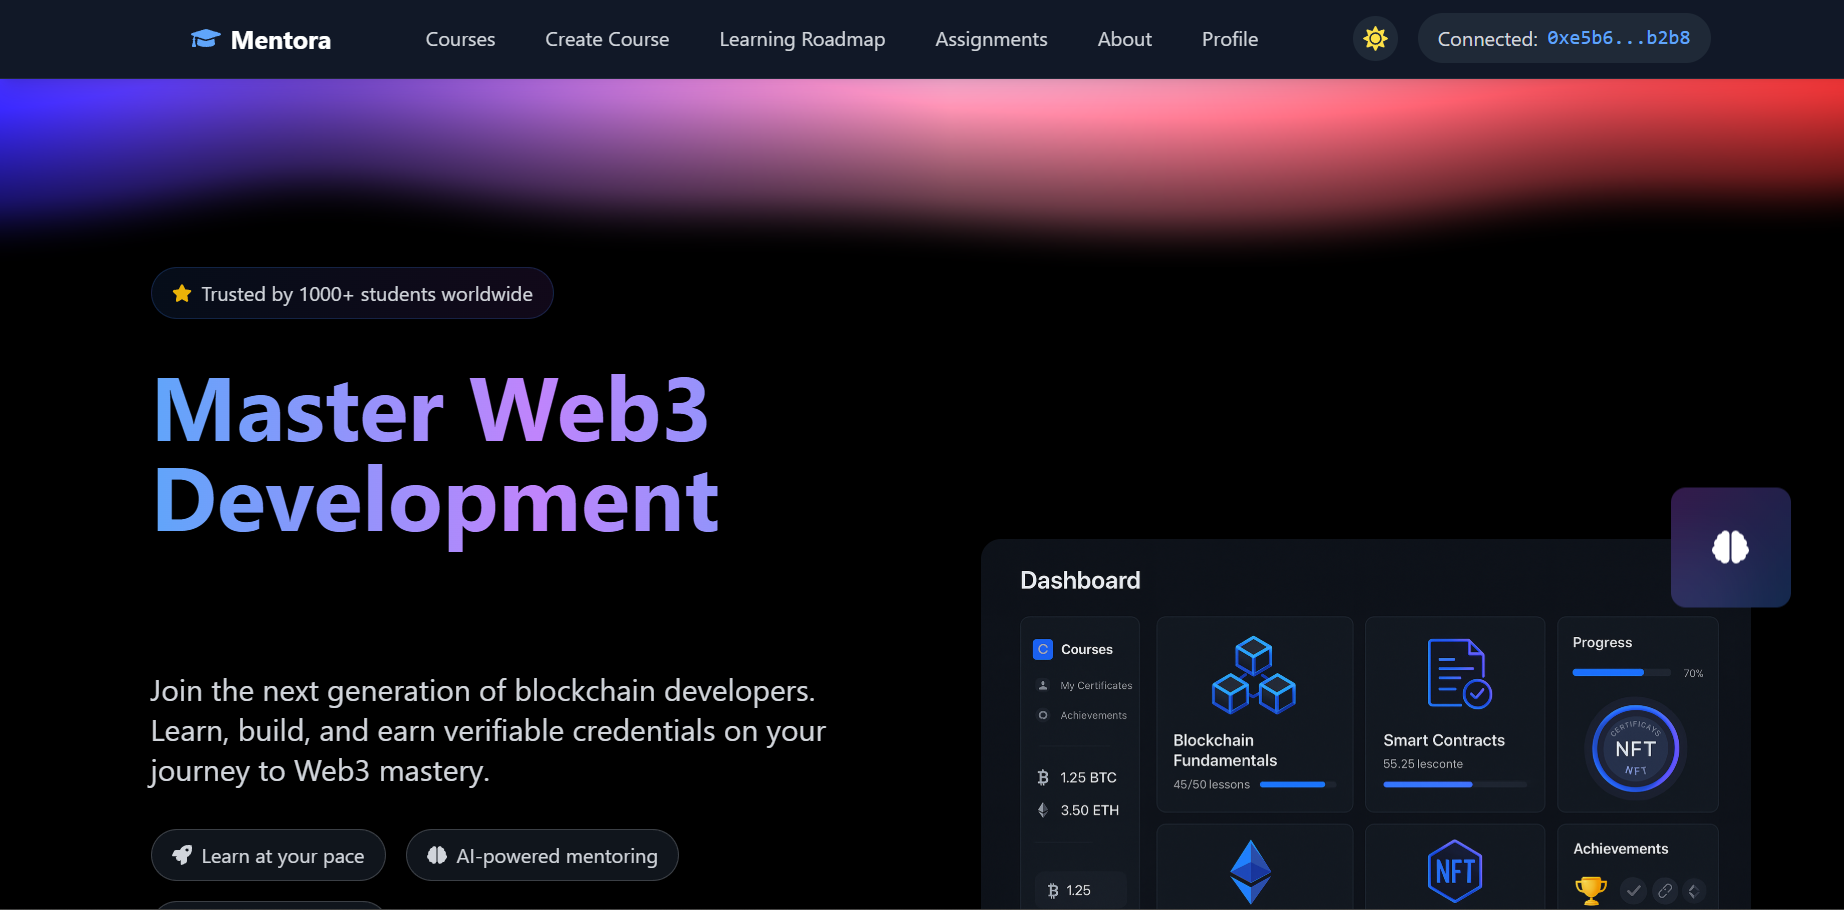 Mentora
Courses
Create Course
Learning Roadmap
Assignments
About
Profile
Connected: 0xe5b6...b2b8
Trusted by 1000+ students worldwide
Master Web3
Development
Join the next generation of blockchain developers.
Learn, build, and earn verifiable credentials on your
journey to Web3 mastery.
Learn at your pace
AI-powered mentoring
Dashboard
C Courses
My Certificates
Achievements
1.25 BTC
3.50 ETH
1.25
Blockchain
Fundamentals
45/50 lessons
Smart Contracts
55.25 lesconte
Progress
70%
CERTIFICAYS
NFT
NFT
NFT
Achievements